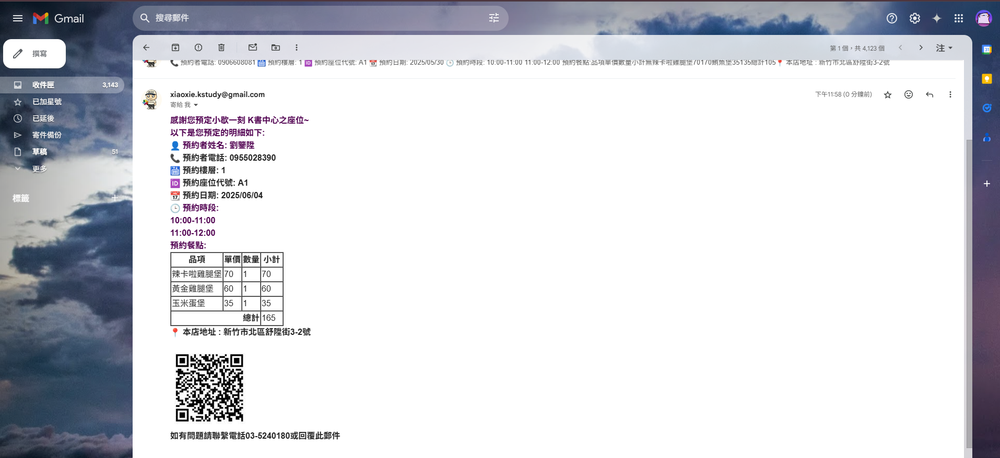 Gmail
搜尋郵件
撰寫
收件匣 3,143
已加星號
已延後
寄件備份
草稿 51
更多
標籤
第 1 個，共 4,123 個
注
預約者電話: 0906608081 預約樓層: 1 預約座位代號: A1 預約日期: 2025/05/30 預約時段: 10:00-11:00 11:00-12:00 預約餐點:品項單價數量小計無辣卡啦雞腿堡70170鮪魚堡35135總計105 本店地址 : 新竹市北區舒陞街3-2號
xiaoxie.kstudy@gmail.com
下午11:58 (0 分鐘前)
寄給 我
感謝您預定小歇一刻 K書中心之座位~
以下是您預定的明細如下:
預約者姓名: 劉鑒陞
預約者電話: 0955028390
預約樓層: 1
預約座位代號: A1
預約日期: 2025/06/04
預約時段:
10:00-11:00
11:00-12:00
預約餐點:
品項 單價 數量 小計
辣卡啦雞腿堡 70 1 70
黃金雞腿堡 60 1 60
玉米蛋堡 35 1 35
總計 165
本店地址 : 新竹市北區舒陞街3-2號
如有問題請聯繫電話03-5240180或回覆此郵件